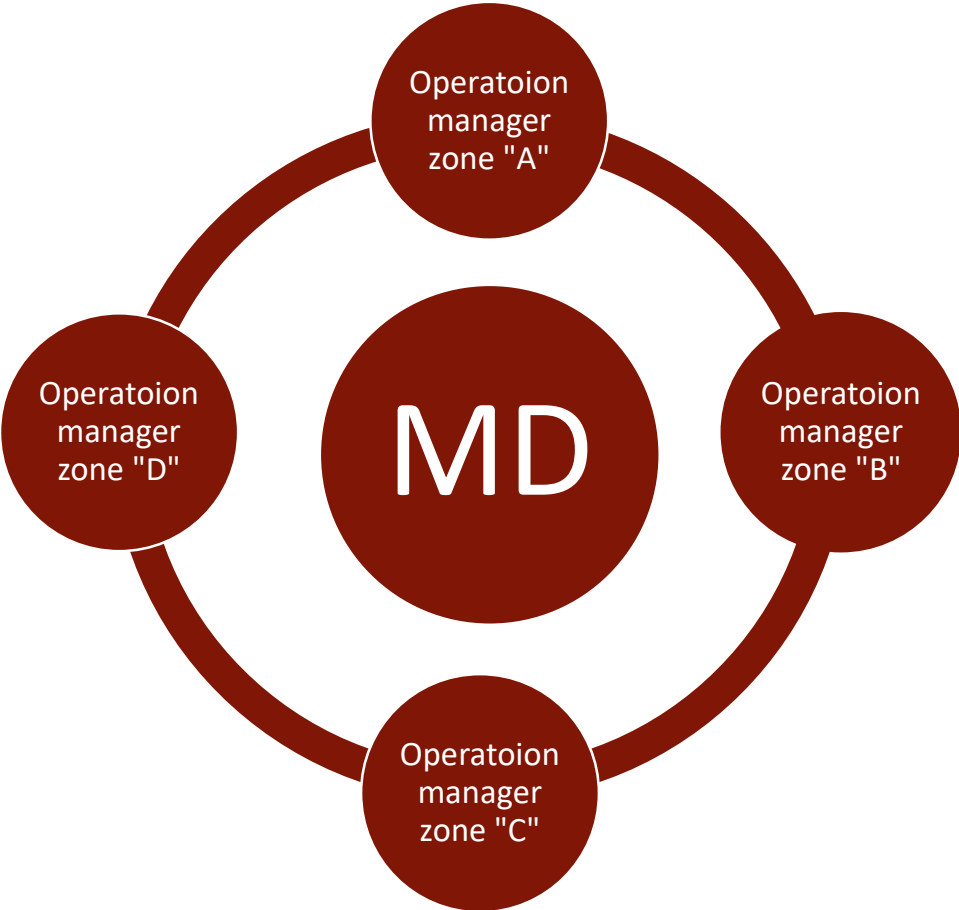 Operatoion
manager
zone "A"
Operatoion
manager
zone "D"
MD
Operatoion
manager
zone "B"
Operatoion
manager
zone "C"